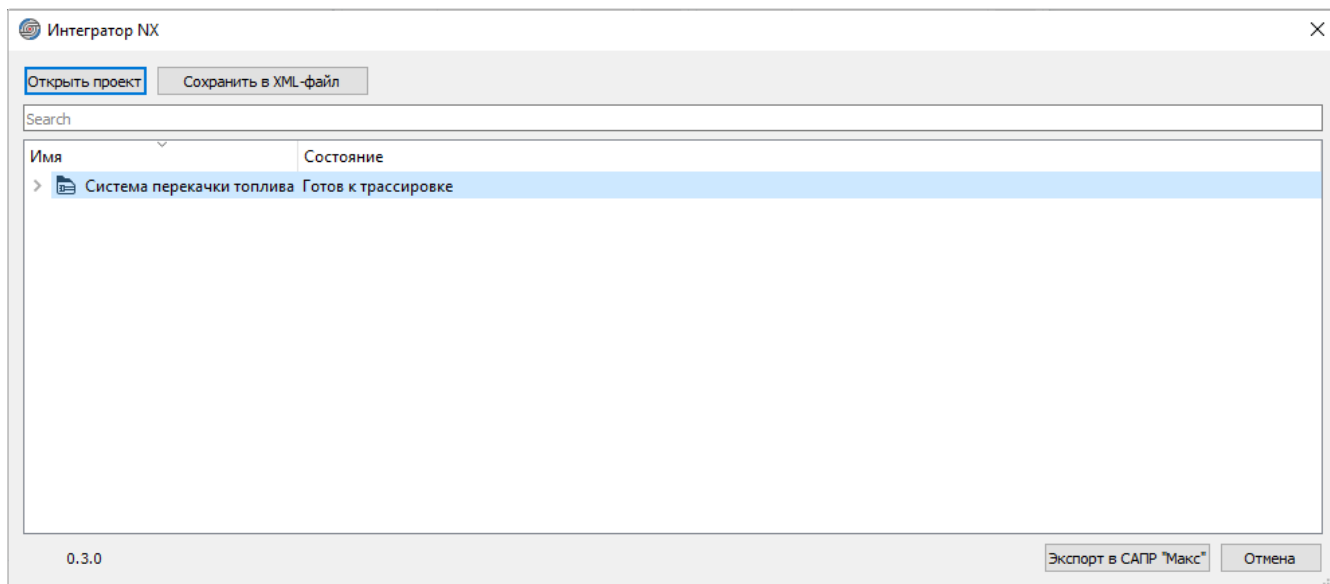 Интегратор NX
Открыть проект Сохранить в XML-файл
Search
Имя Состояние
Система перекачки топлива Готов к трассировке
0.3.0 Экспорт в САПР "Макс" Отмена